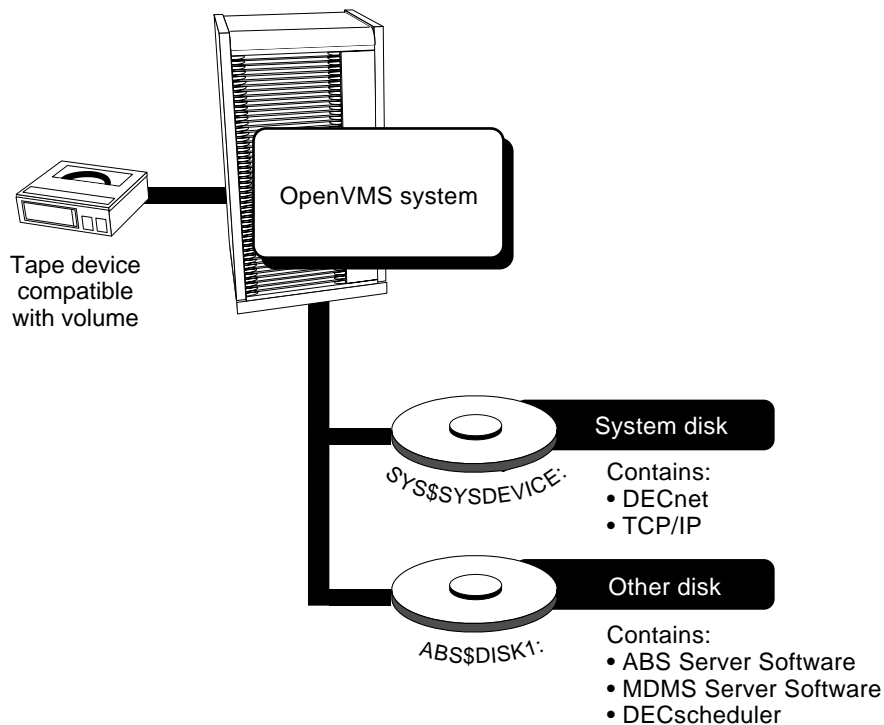 OpenVMS system
Tape device
compatible
with volume
System disk
SYS$SYSDEVICE:
Contains:
• DECnet
• TCP/IP
Other disk
ABS$DISK1:
Contains:
• ABS Server Software
• MDMS Server Software
• DECscheduler